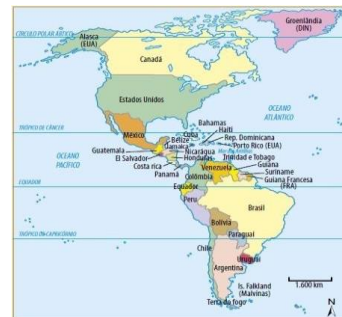 Groenlândia
(DIN)
CÍRCULO POLAR ÁRTICO
Alasca
(EUA)
Canadá
Estados Unidos
OCEANO
ATLÂNTICO
TRÓPICO DE CÂNCER
México
Bahamas
Cuba
Haiti
Belize
Jamaica
Rep. Dominicana
Porto Rico (EUA)
OCEANO
PACÍFICO
Guatemala
Honduras
Nicarágua
Trinidad e Tobago
El Salvador
Costa rica
Panamá
Venezuela
Guiana
Suriname
Guiana Francesa
(FRA)
Colômbia
EQUADOR
Equador
Peru
Brasil
Bolívia
Paraguai
Chile
Uruguai
Argentina
1.600 km
Is. Falkland
(Malvinas)
Terra do fogo
N